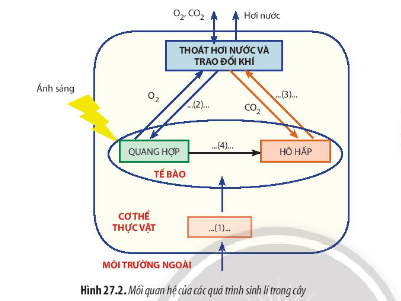 O₂, CO₂
Hơi nước
THOÁT HƠI NƯỚC VÀ
TRAO ĐỔI KHÍ
Ánh sáng
O₂
...(2)...
...(3)...
CO₂
QUANG HỢP
...(4)...
HÔ HẤP
TẾ BÀO
CƠ THỂ
THỰC VẬT
...(1)...
MÔI TRƯỜNG NGOÀI
Hình 27.2. Mối quan hệ của các quá trình sinh lí trong cây